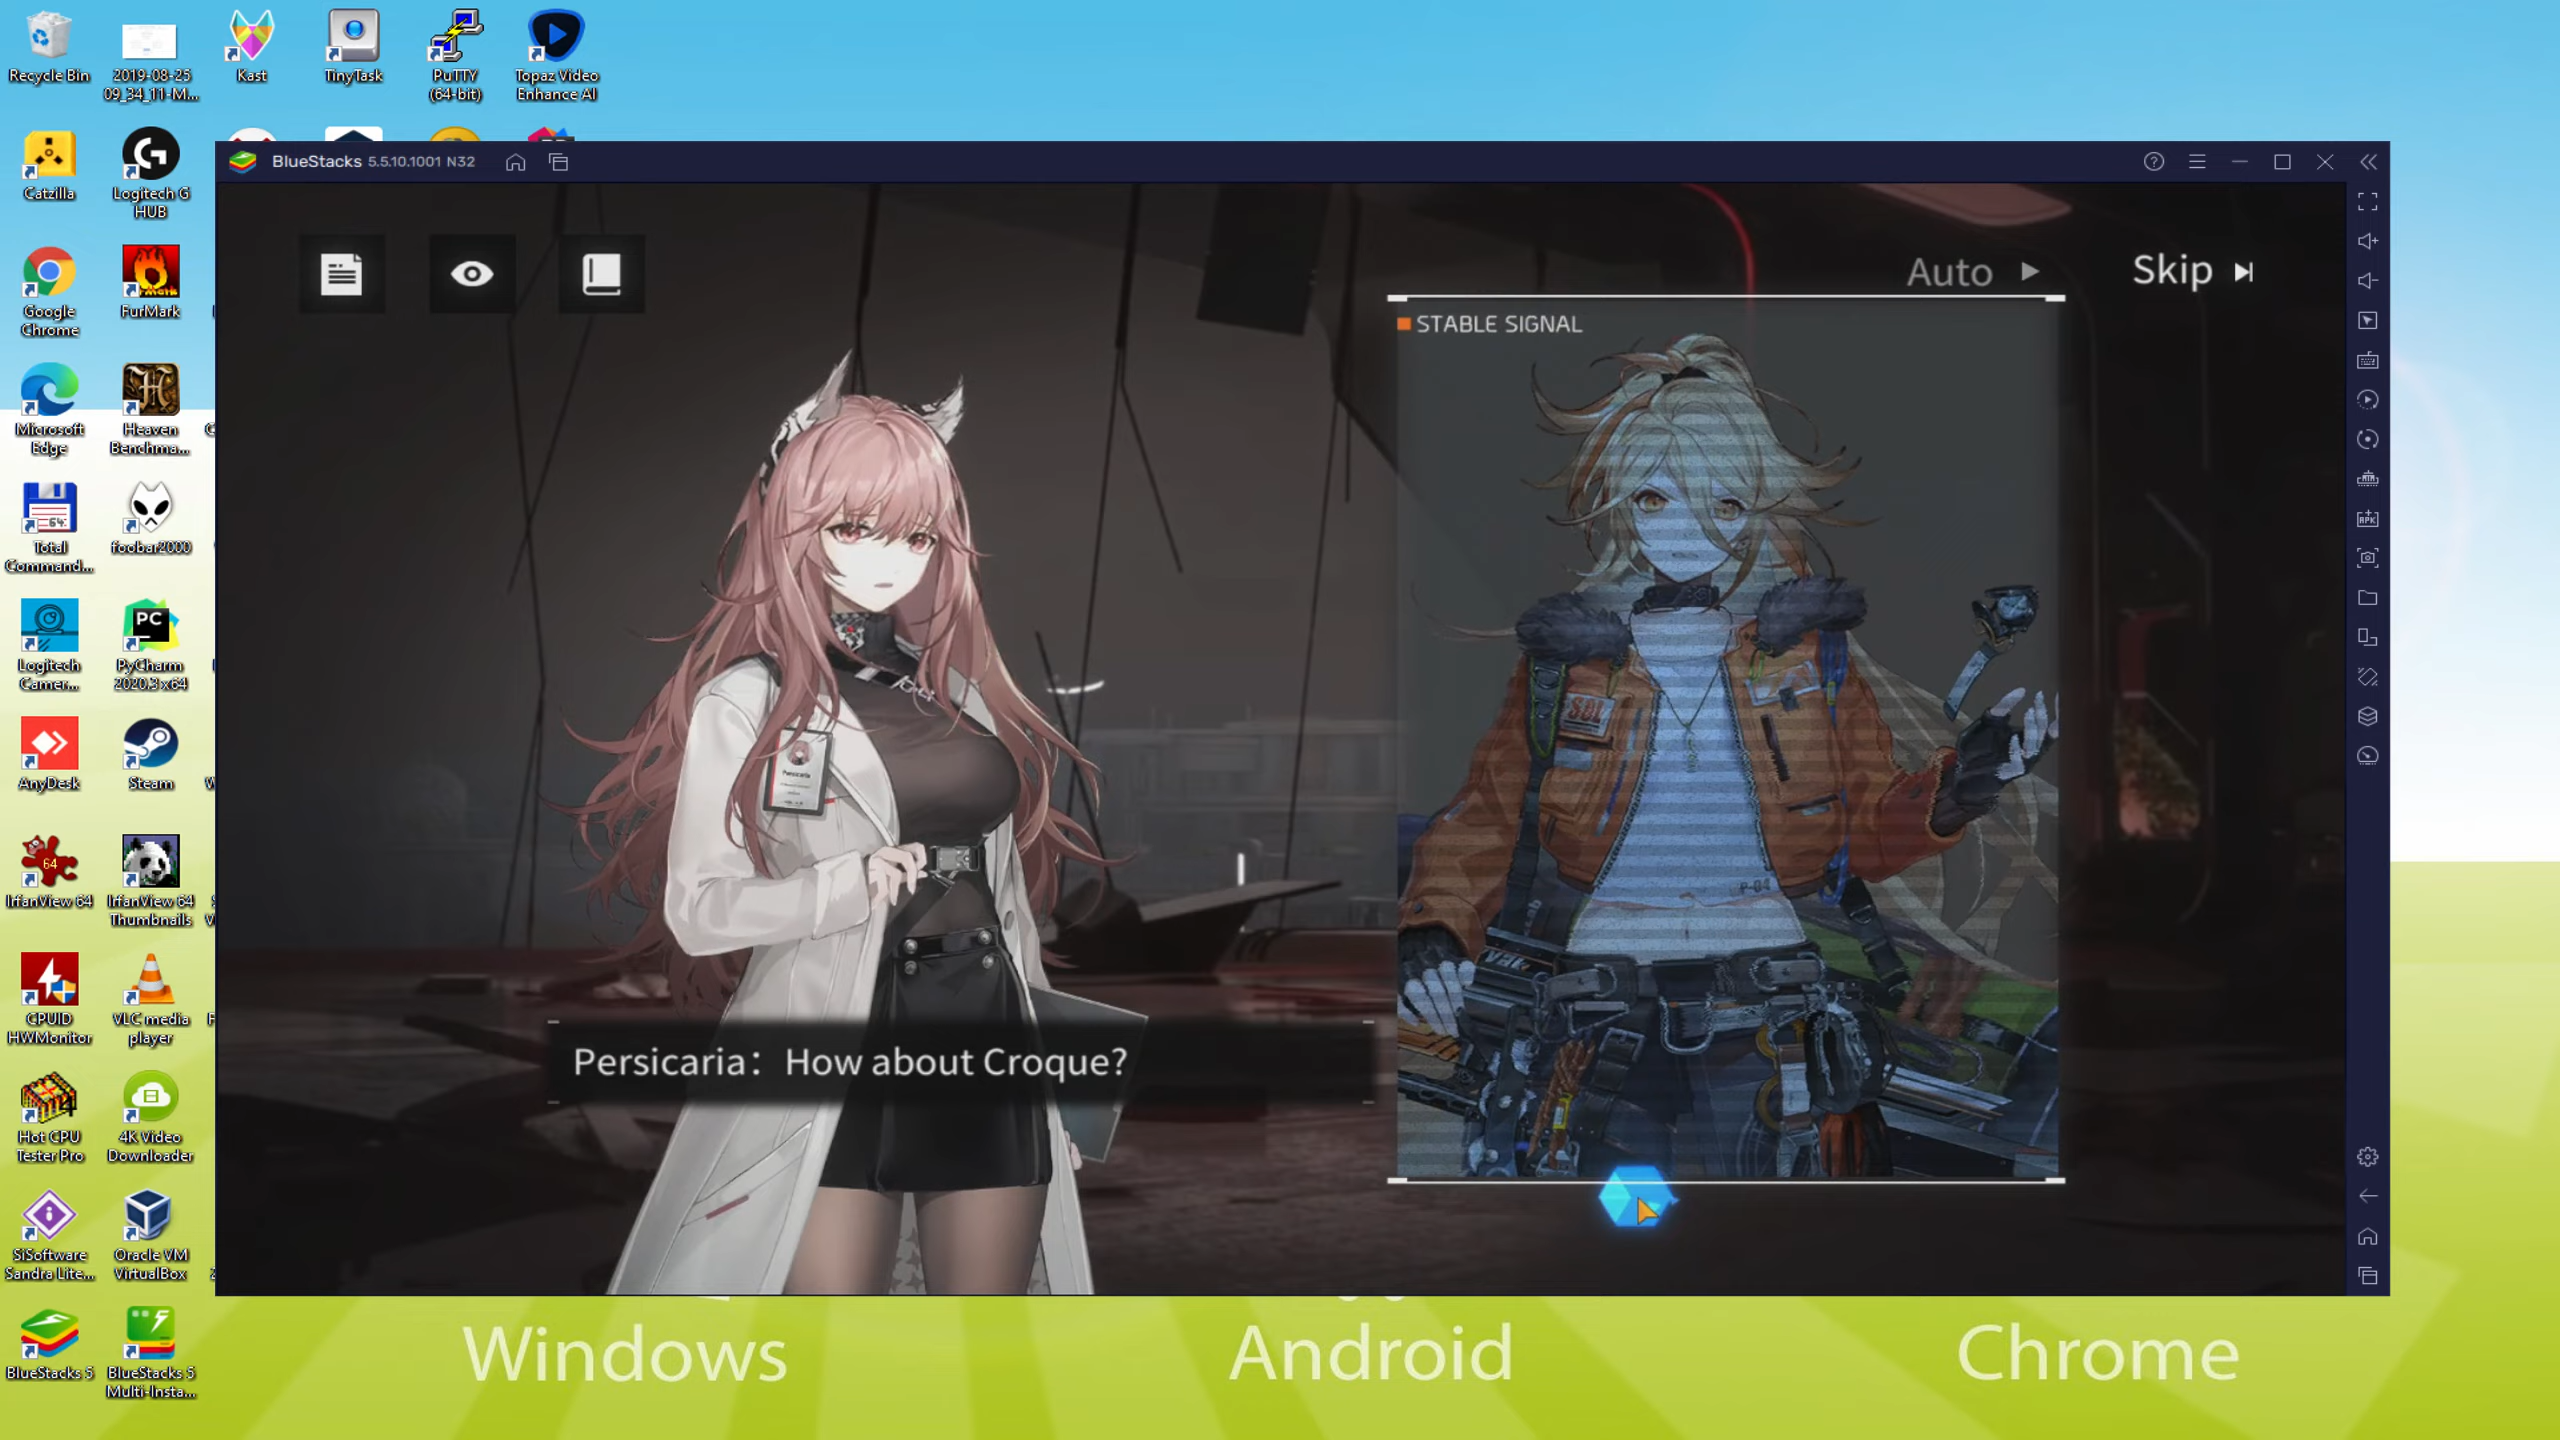 Recycle Bin
2019-08-25
09_34_11-M...
Kast
TinyTask
PuTTY
(64-bit)
Topaz Video
Enhance AI
Catzilla
Logitech G
HUB
Google
Chrome
FurMark
Microsoft
Edge
Heaven
Benchma...
Total
Command...
foobar2000
Logitech
Camer...
PyCharm
2020.3 x64
AnyDesk
Steam
IrfanView 64
IrfanView 64
Thumbnails
CPUID
HWMonitor
VLC media
player
Hot CPU
Tester Pro
4K Video
Downloader
SiSoftware
Sandra Lite...
Oracle VM
VirtualBox
BlueStacks 5
BlueStacks 5
Multi-Insta...
BlueStacks 5.5.10.1001 N32
Auto
Skip
STABLE SIGNAL
Persicaria
Persicaria: How about Croque?
Windows
Android
Chrome